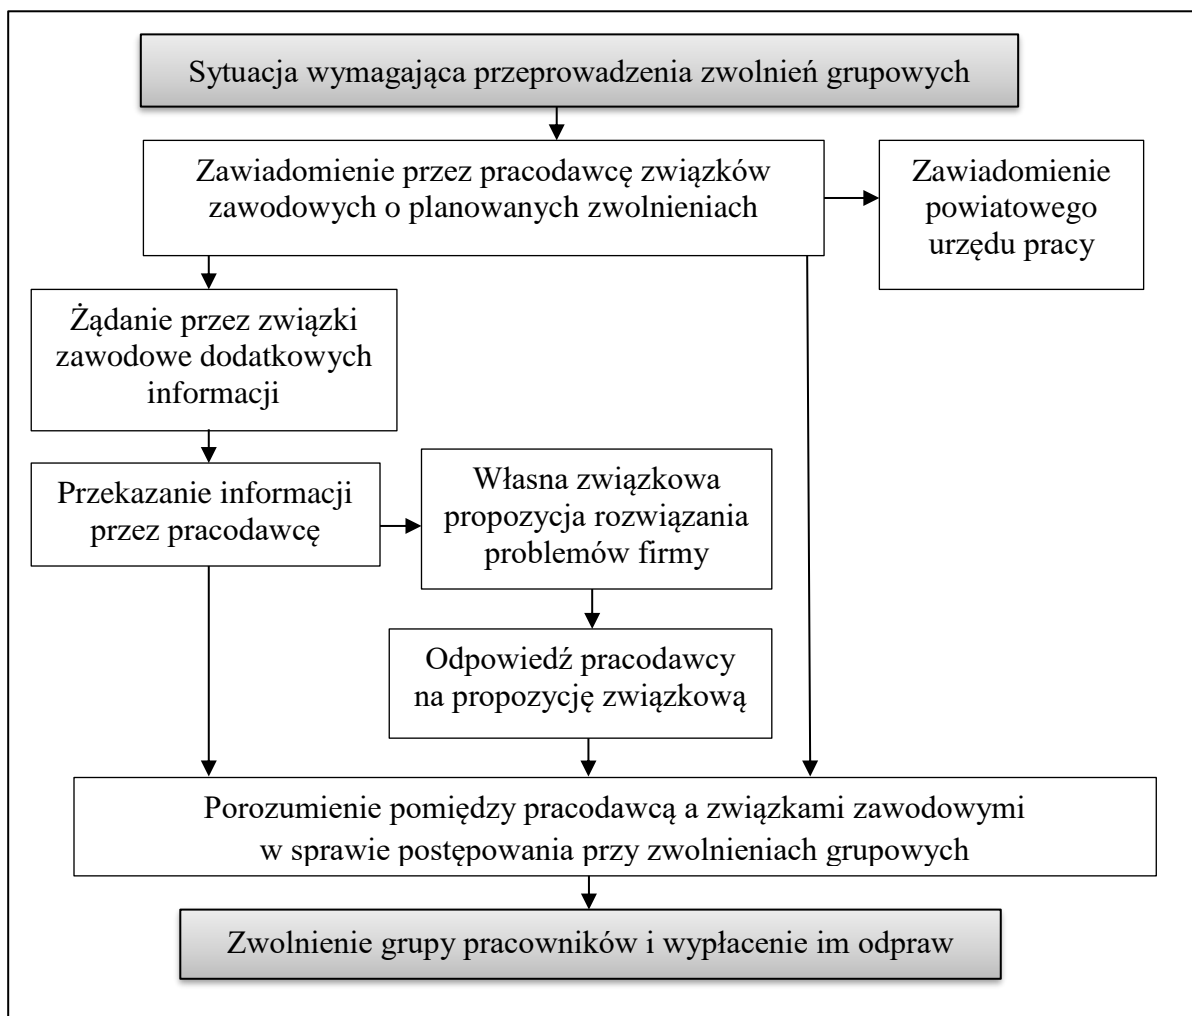 Sytuacja wymagająca przeprowadzenia zwolnień grupowych
Zawiadomienie przez pracodawcę związków
zawodowych o planowanych zwolnieniach
Zawiadomienie
powiatowego
urzędu pracy
Żądanie przez związki
zawodowe dodatkowych
informacji
Przekazanie informacji
przez pracodawcę
Własna związkowa
propozycja rozwiązania
problemów firmy
Odpowiedź pracodawcy
na propozycję związkową
Porozumienie pomiędzy pracodawcą a związkami zawodowymi
w sprawie postępowania przy zwolnieniach grupowych
Zwolnienie grupy pracowników i wypłacenie im odpraw